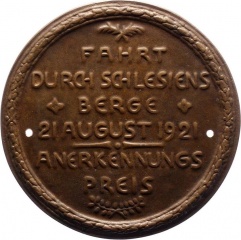 FAHRT
DURCH SCHLESIENS
BERGE
21 AUGUST 1921
ANERKENNUNGS
PREIS